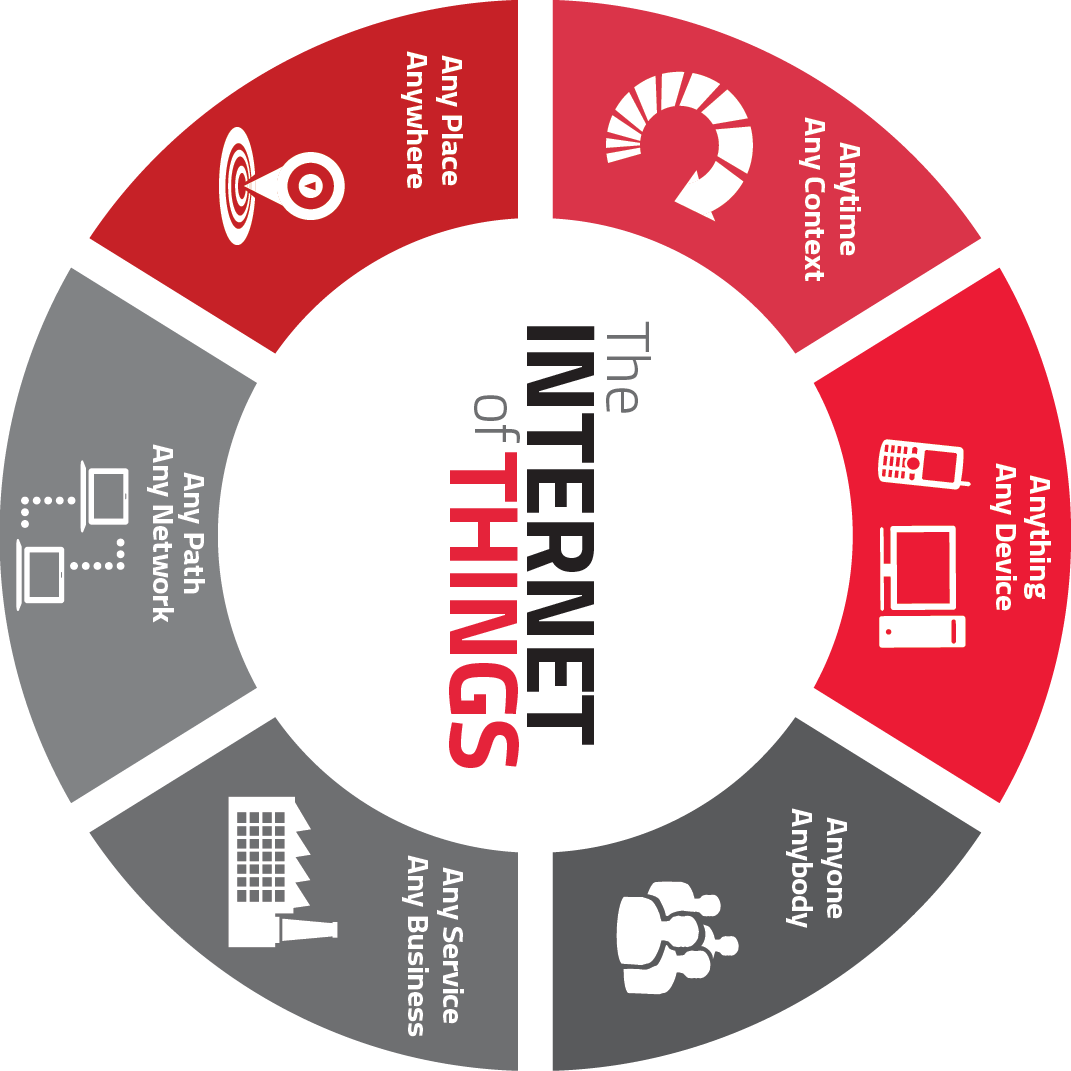 The
INTERNET
of THINGS
Anything
Any Device
Anyone
Anybody
Any Service
Any Business
Any Path
Any Network
Any Place
Anywhere
Anytime
Any Context